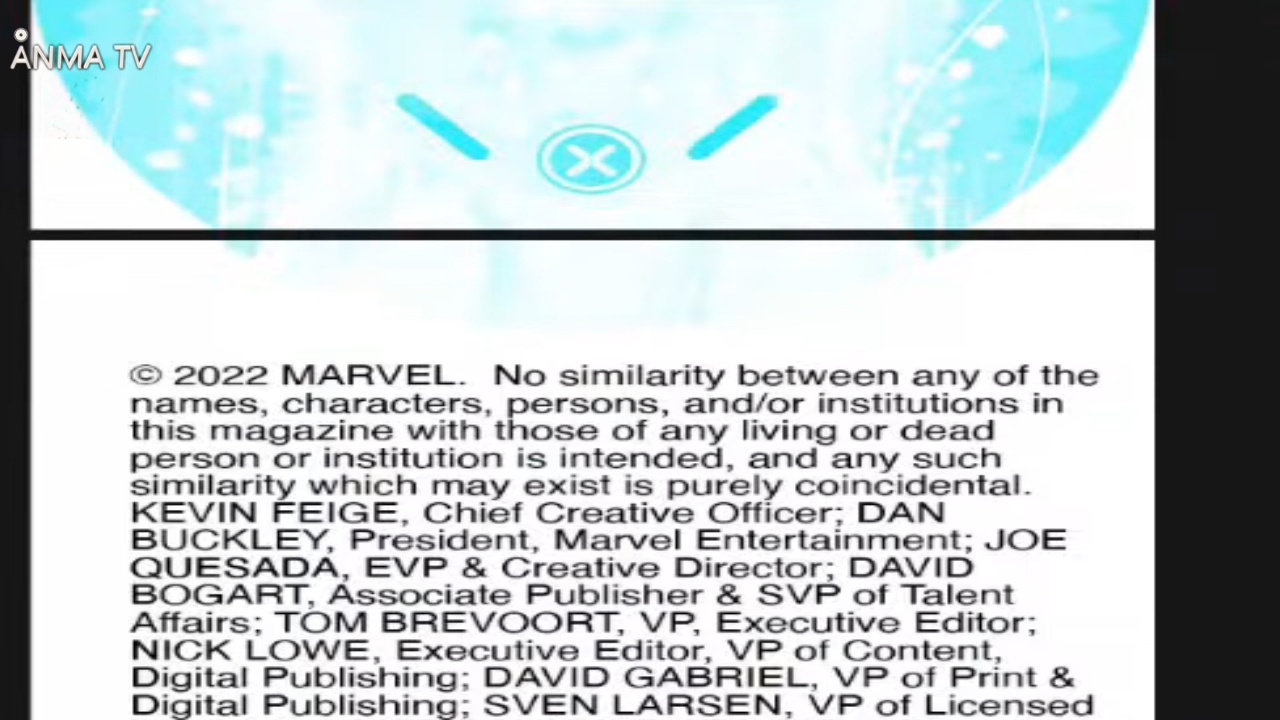 ÅNMA TV
© 2022 MARVEL. No similarity between any of the
names, characters, persons, and/or institutions in
this magazine with those of any living or dead
person or institution is intended, and any such
similarity which may exist is purely coincidental.
KEVIN FEIGE, Chief Creative Officer; DAN
BUCKLEY, President, Marvel Entertainment; JOE
QUESADA, EVP & Creative Director; DAVID
BOGART, Associate Publisher & SVP of Talent
Affairs; TOM BREVOORT, VP, Executive Editor;
NICK LOWE, Executive Editor, VP of Content,
Digital Publishing; DAVID GABRIEL, VP of Print &
Digital Publishing; SVEN LARSEN, VP of Licensed